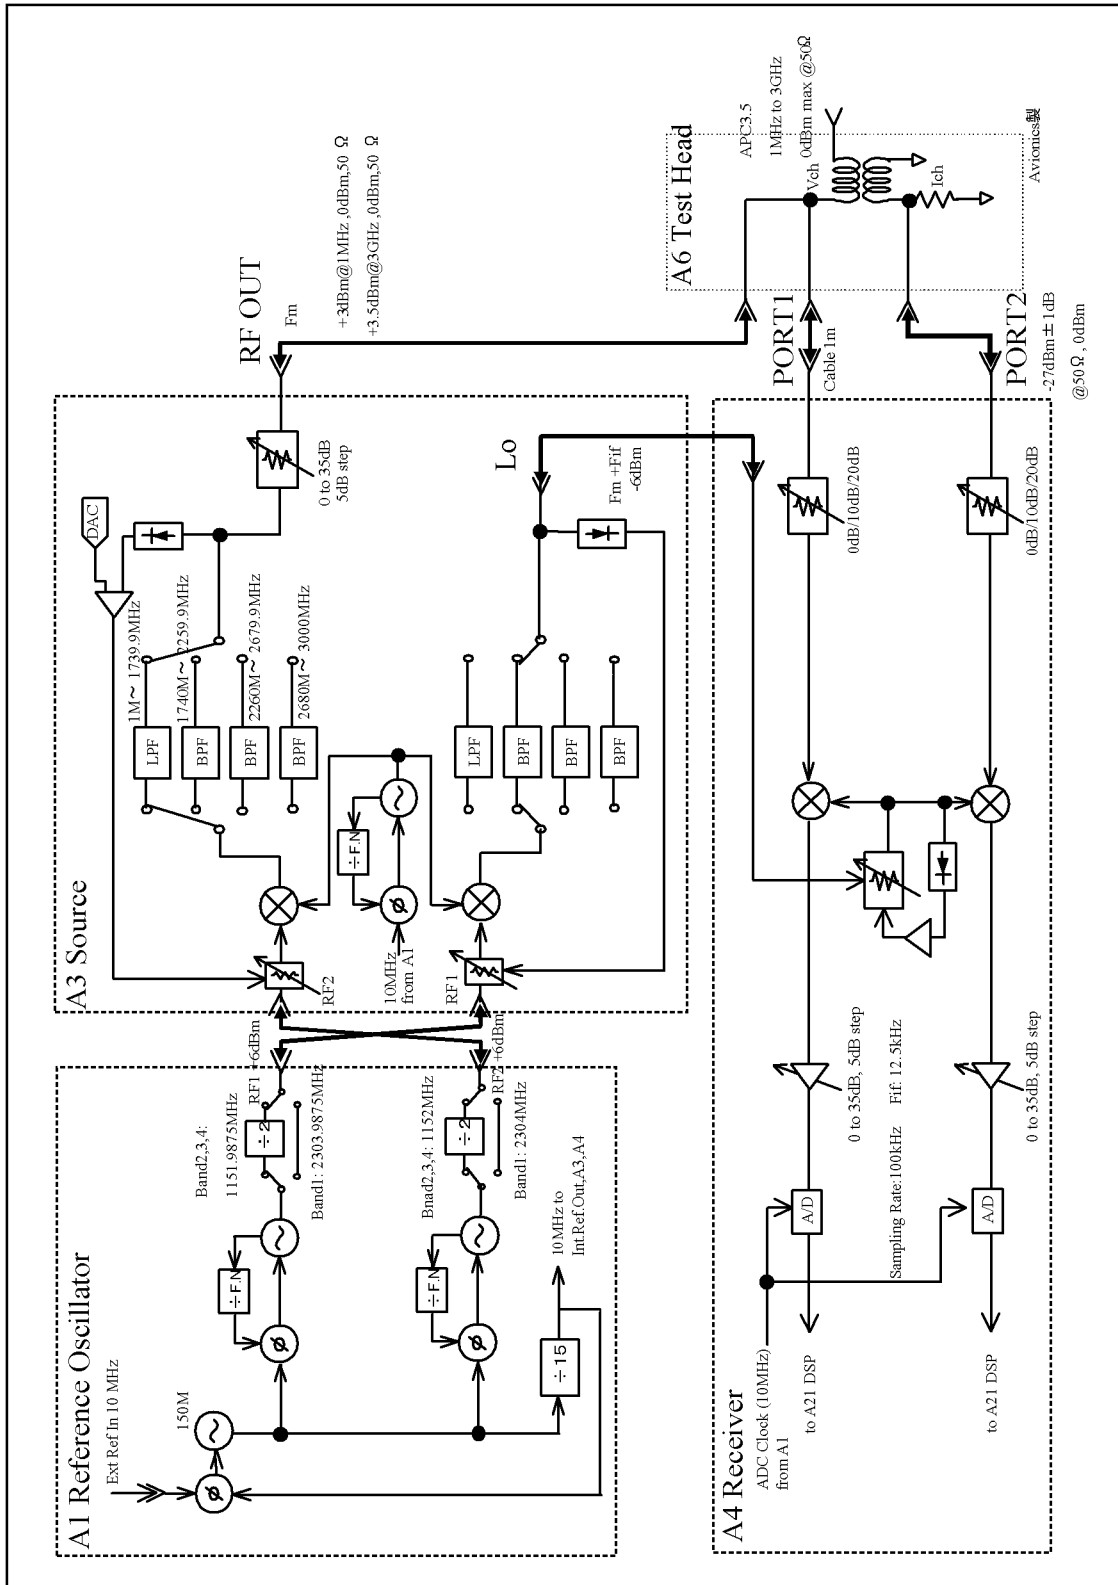 A1 Reference Oscillator
Ext Ref In 10 MHz
150M
ø
ø
ø
÷F.N
÷F.N
÷15
Band2,3,4:
1151.9875MHz
÷2
Band1: 2303.9875MHz
RF1 +6dBm
Bnad2,3,4: 1152MHz
÷2
Band1: 2304MHz
RF2 +6dBm
10MHz to
Int.Ref.Out,A3,A4
A3 Source
RF2
10MHz
from A1
RF1
ø
÷F.N
LPF
1M~ 1739.9MHz
BPF
1740M~ 2259.9MHz
BPF
2260M~ 2679.9MHz
BPF
2680M~ 3000MHz
DAC
0 to 35dB
5dB step
LPF
BPF
BPF
BPF
Lo
Fm +Fif
-6dBm
RF OUT
Fm
+3dBm@1MHz ,0dBm,50 Ω
+3.5dBm@3GHz ,0dBm,50 Ω
A6 Test Head
APC3.5
1MHz to 3GHz
0dBm max @50Ω
Vch
Ich
Avionics製
PORT1
Cable 1m
PORT2
-27dBm±1dB
@50Ω , 0dBm
A4 Receiver
ADC Clock (10MHz)
from A1
to A21 DSP
to A21 DSP
A/D
A/D
Sampling Rate:100kHz
Fif: 12.5kHz
0 to 35dB, 5dB step
0 to 35dB, 5dB step
0dB/10dB/20dB
0dB/10dB/20dB